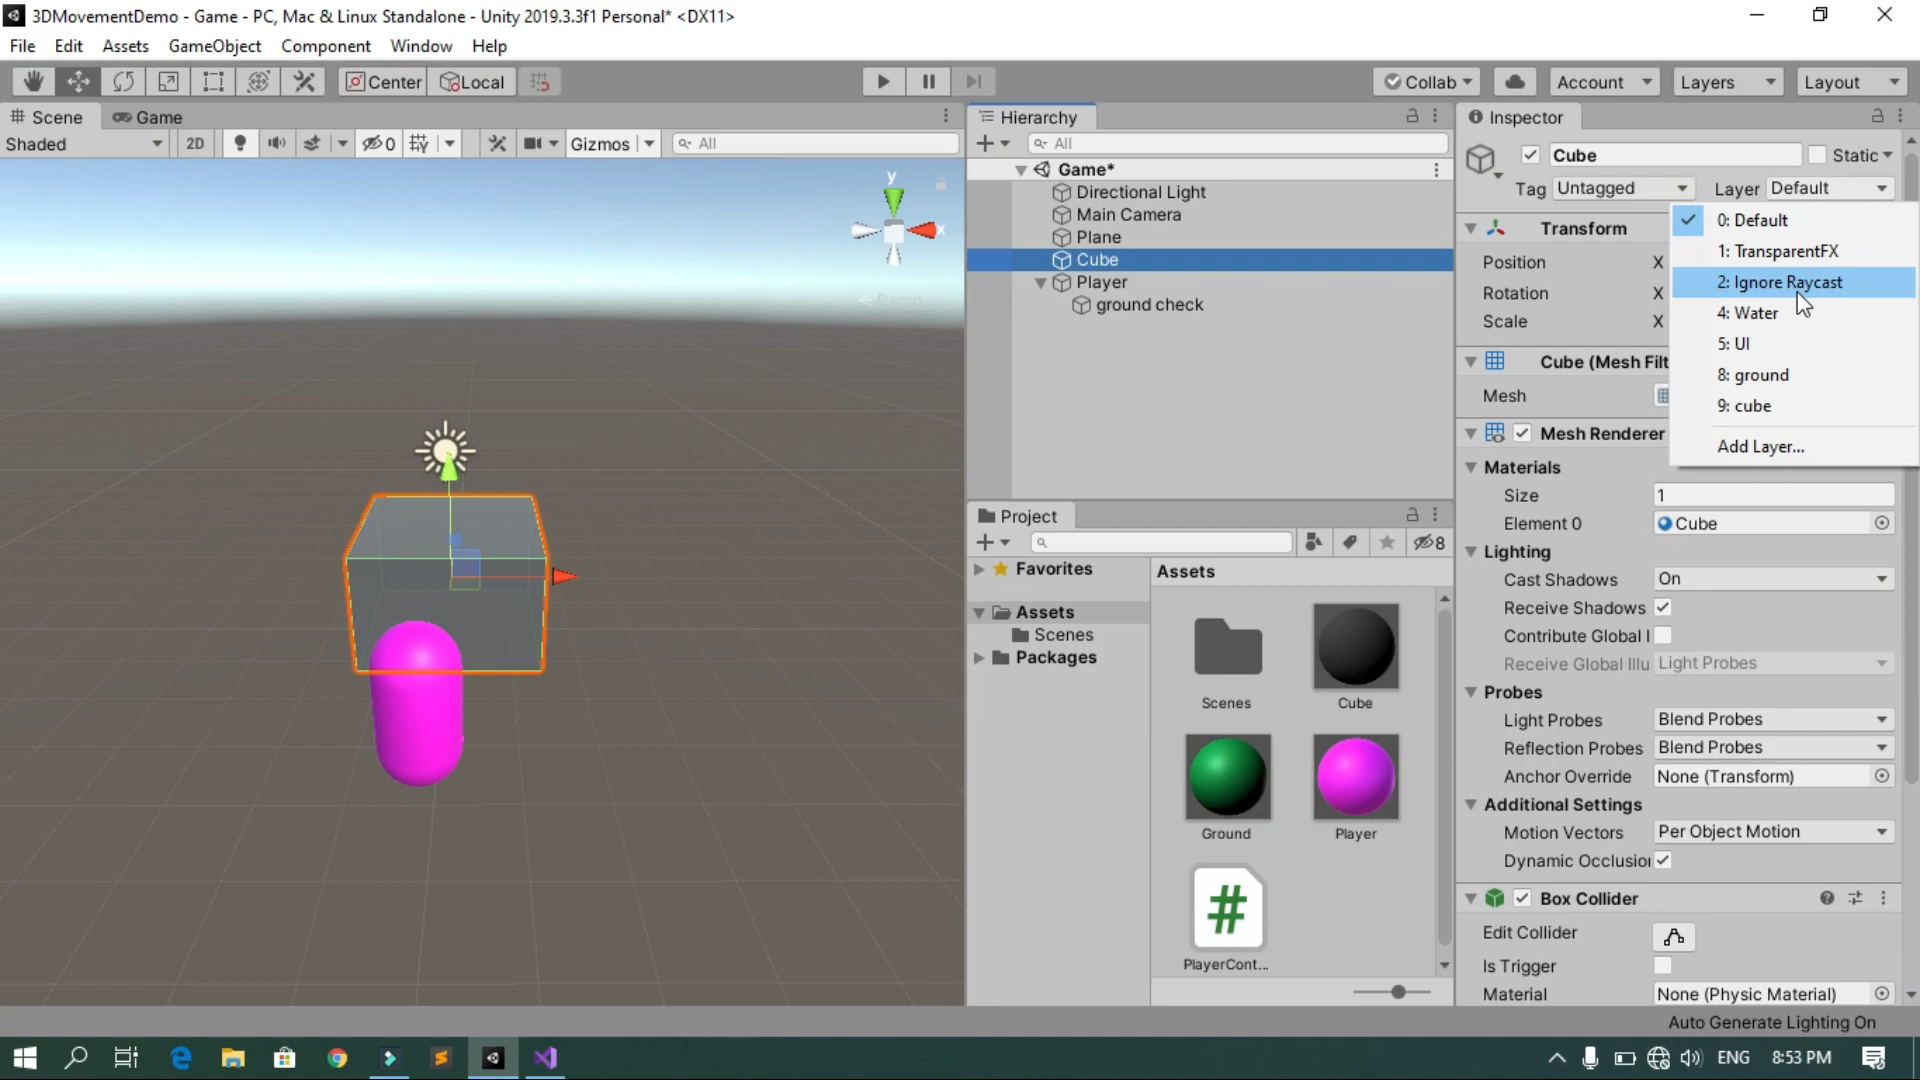 3DMovementDemo - Game - PC, Mac & Linux Standalone - Unity 2019.3.3f1 Personal* <DX11>
File Edit Assets GameObject Component Window Help
Center Local Collab Account Layers Layout
Scene Game
Shaded 2D 0 Gizmos All
y
x
Persp
Hierarchy
All
Game*
Directional Light
Main Camera
Plane
Cube
Player
ground check
Project
8
Favorites
Assets
Scenes
Packages
Assets
Scenes
Cube
Ground
Player
#
PlayerCont...
Inspector
Cube Static
Tag Untagged Layer Default
0: Default
1: TransparentFX
2: Ignore Raycast
4: Water
5: UI
8: ground
9: cube
Add Layer...
Transform
Position X
Rotation X
Scale X
Cube (Mesh Filt
Mesh
Mesh Renderer
Materials
Size 1
Element 0 Cube
Lighting
Cast Shadows On
Receive Shadows
Contribute Global I
Receive Global Illu Light Probes
Probes
Light Probes Blend Probes
Reflection Probes Blend Probes
Anchor Override None (Transform)
Additional Settings
Motion Vectors Per Object Motion
Dynamic Occlusion
Box Collider
Edit Collider
Is Trigger
Material None (Physic Material)
Auto Generate Lighting On
ENG 8:53 PM